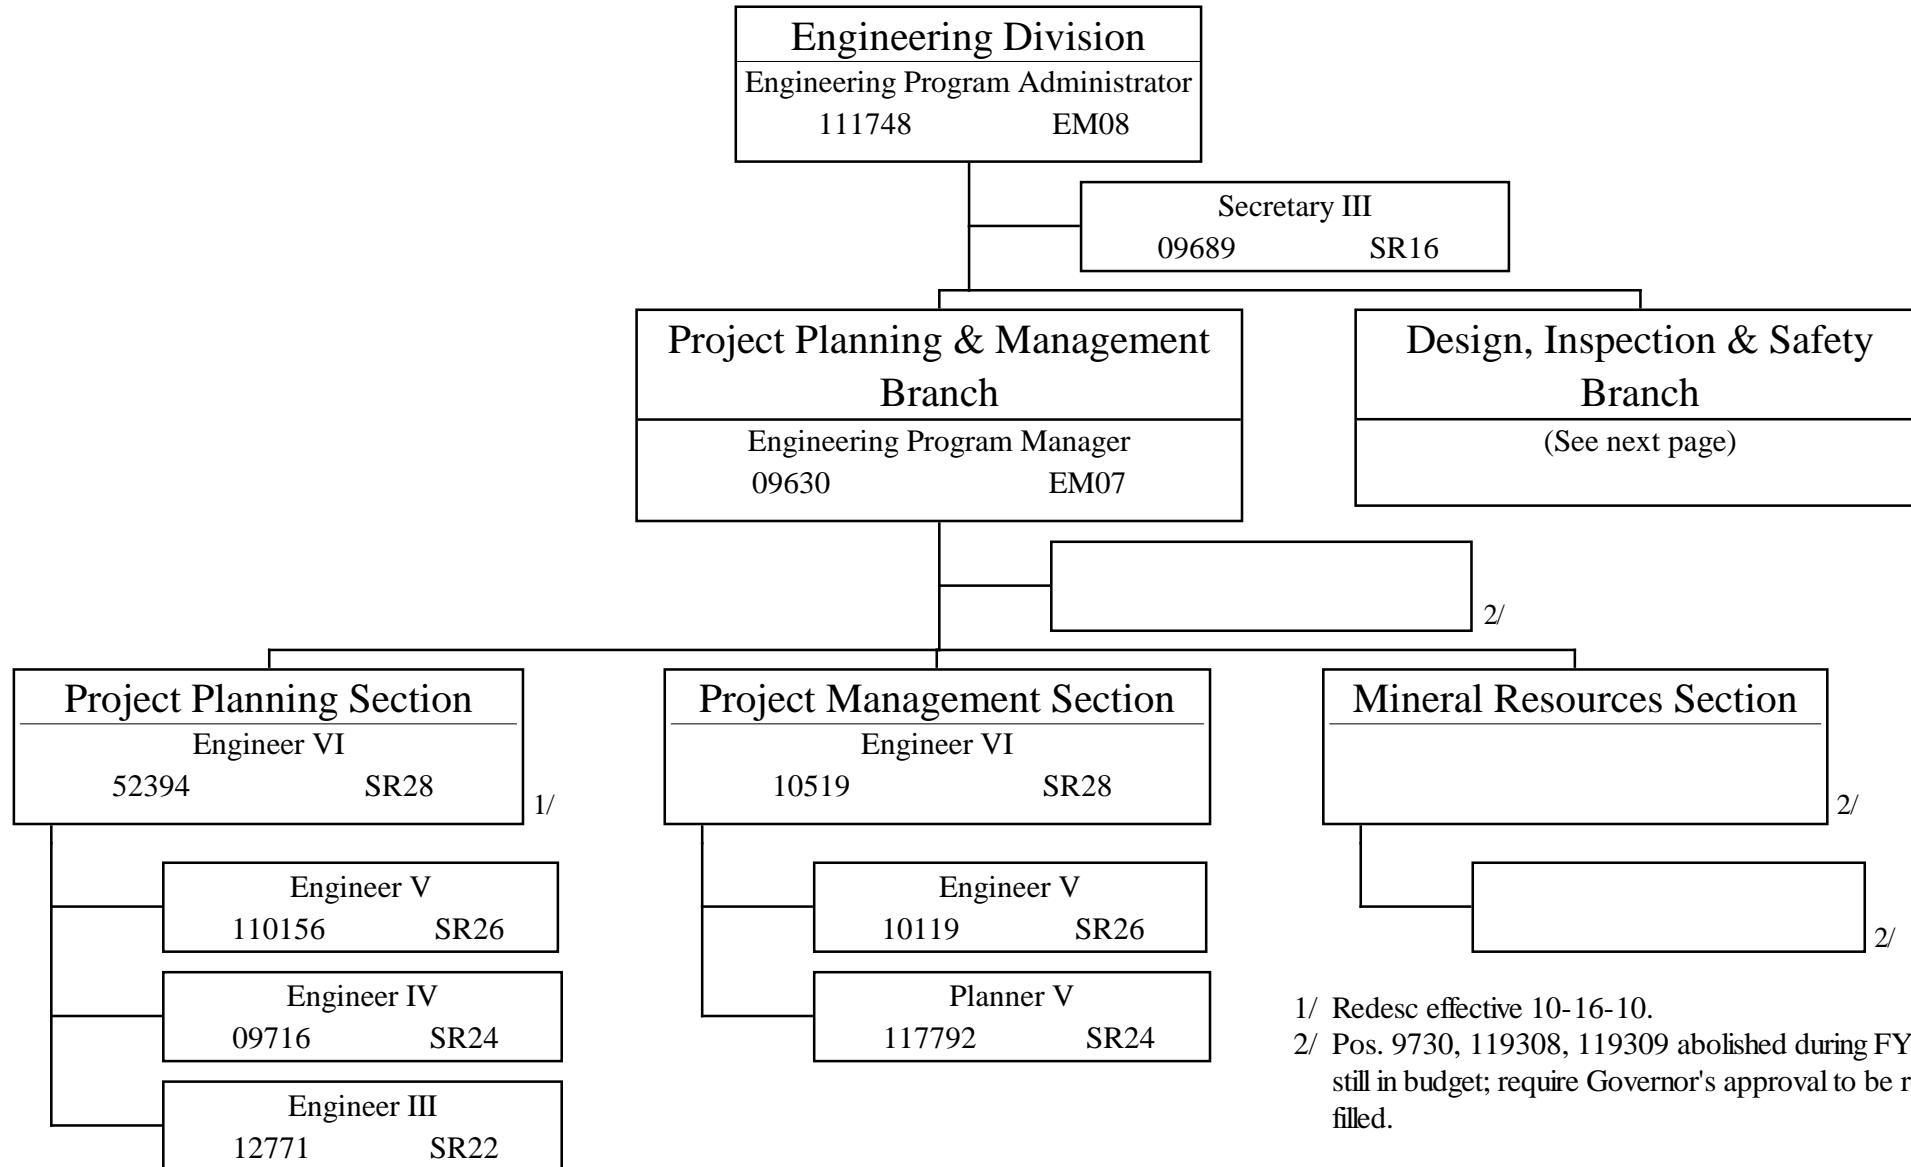 Engineering Division
Engineering Program Administrator
111748 EM08
Secretary III
09689 SR16
Project Planning & Management
Branch
Engineering Program Manager
09630 EM07
Design, Inspection & Safety
Branch
(See next page)
2/
Project Planning Section
Engineer VI
52394 SR28
1/
Engineer V
110156 SR26
Engineer IV
09716 SR24
Engineer III
12771 SR22
Project Management Section
Engineer VI
10519 SR28
Engineer V
10119 SR26
Planner V
117792 SR24
Mineral Resources Section
2/
2/
1/ Redesc effective 10-16-10.
2/ Pos. 9730, 119308, 119309 abolished during FY
still in budget; require Governor's approval to be
filled.